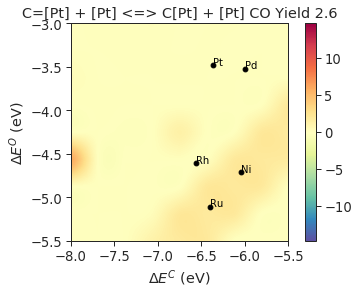 C=[Pt] + [Pt] <=> C[Pt] + [Pt] CO Yield 2.6
−3.0
−3.5
−4.0
−4.5
−5.0
−5.5
ΔE^O (eV)
Pt
Pd
Rh
Ni
Ru
−8.0 −7.5 −7.0 −6.5 −6.0 −5.5
ΔE^C (eV)
10
5
0
−5
−10